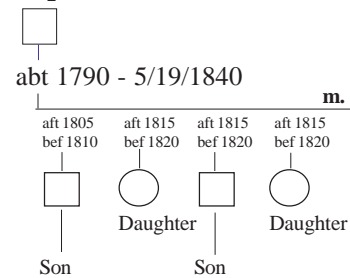 abt 1790 - 5/19/1840
m.
aft 1805 aft 1815 aft 1815 aft 1815
bef 1810 bef 1820 bef 1820 bef 1820
Daughter Daughter
Son Son